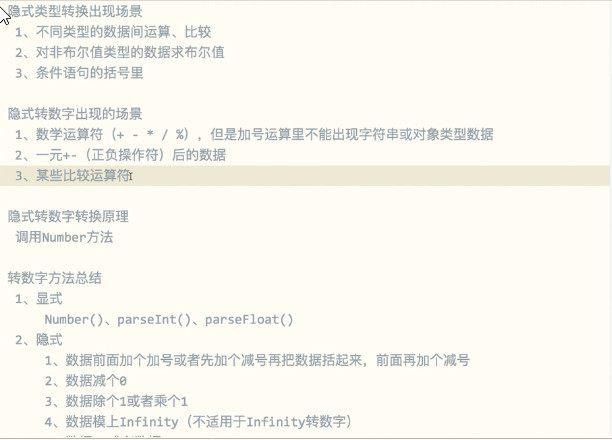 隐式类型转换出现场景
1、不同类型的数据间运算、比较
2、对非布尔值类型的数据求布尔值
3、条件语句的括号里
隐式转数字出现的场景
1、数学运算符（+ - * / %），但是加号运算里不能出现字符串或对象类型数据
2、一元+-（正负操作符）后的数据
3、某些比较运算符
隐式转数字转换原理
调用Number方法
转数字方法总结
1、显式
Number()、parseInt()、parseFloat()
2、隐式
1、数据前面加个加号或者先加个减号再把数据括起来，前面再加个减号
2、数据减个0
3、数据除个1或者乘个1
4、数据模上Infinity（不适用于Infinity转数字）